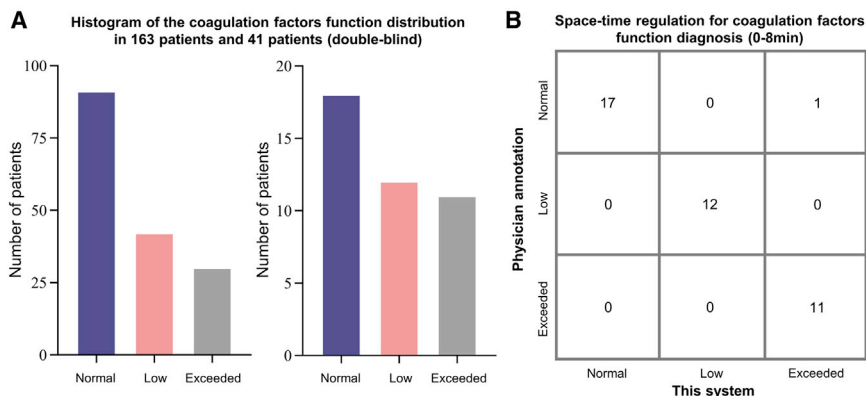 A
Histogram of the coagulation factors function distribution
in 163 patients and 41 patients (double-blind)
Number of patients
100
75
50
25
0
Normal
Low
Exceeded
Number of patients
20
15
10
5
0
Normal
Low
Exceeded
B
Space-time regulation for coagulation factors
function diagnosis (0-8min)
Physician annotation
Normal
17
0
1
Low
0
12
0
Exceeded
0
0
11
Normal
Low
Exceeded
This system